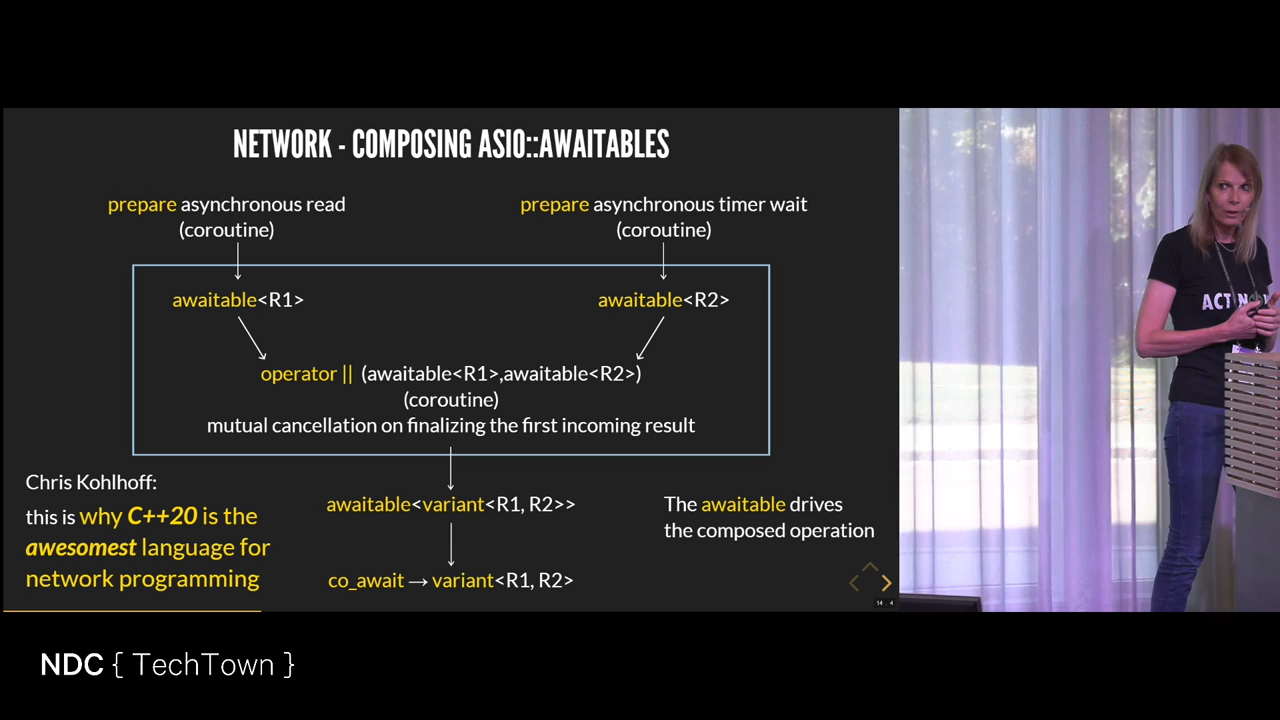 NETWORK - COMPOSING ASIO::AWAITABLES
prepare asynchronous read
(coroutine)
prepare asynchronous timer wait
(coroutine)
awaitable<R1>
awaitable<R2>
operator || (awaitable<R1>,awaitable<R2>)
(coroutine)
mutual cancellation on finalizing the first incoming result
Chris Kohlhoff:
this is why C++20 is the
awesomest language for
network programming
awaitable<variant<R1, R2>>
co_await → variant<R1, R2>
The awaitable drives
the composed operation
14 . 4
ACT
NDC { TechTown }